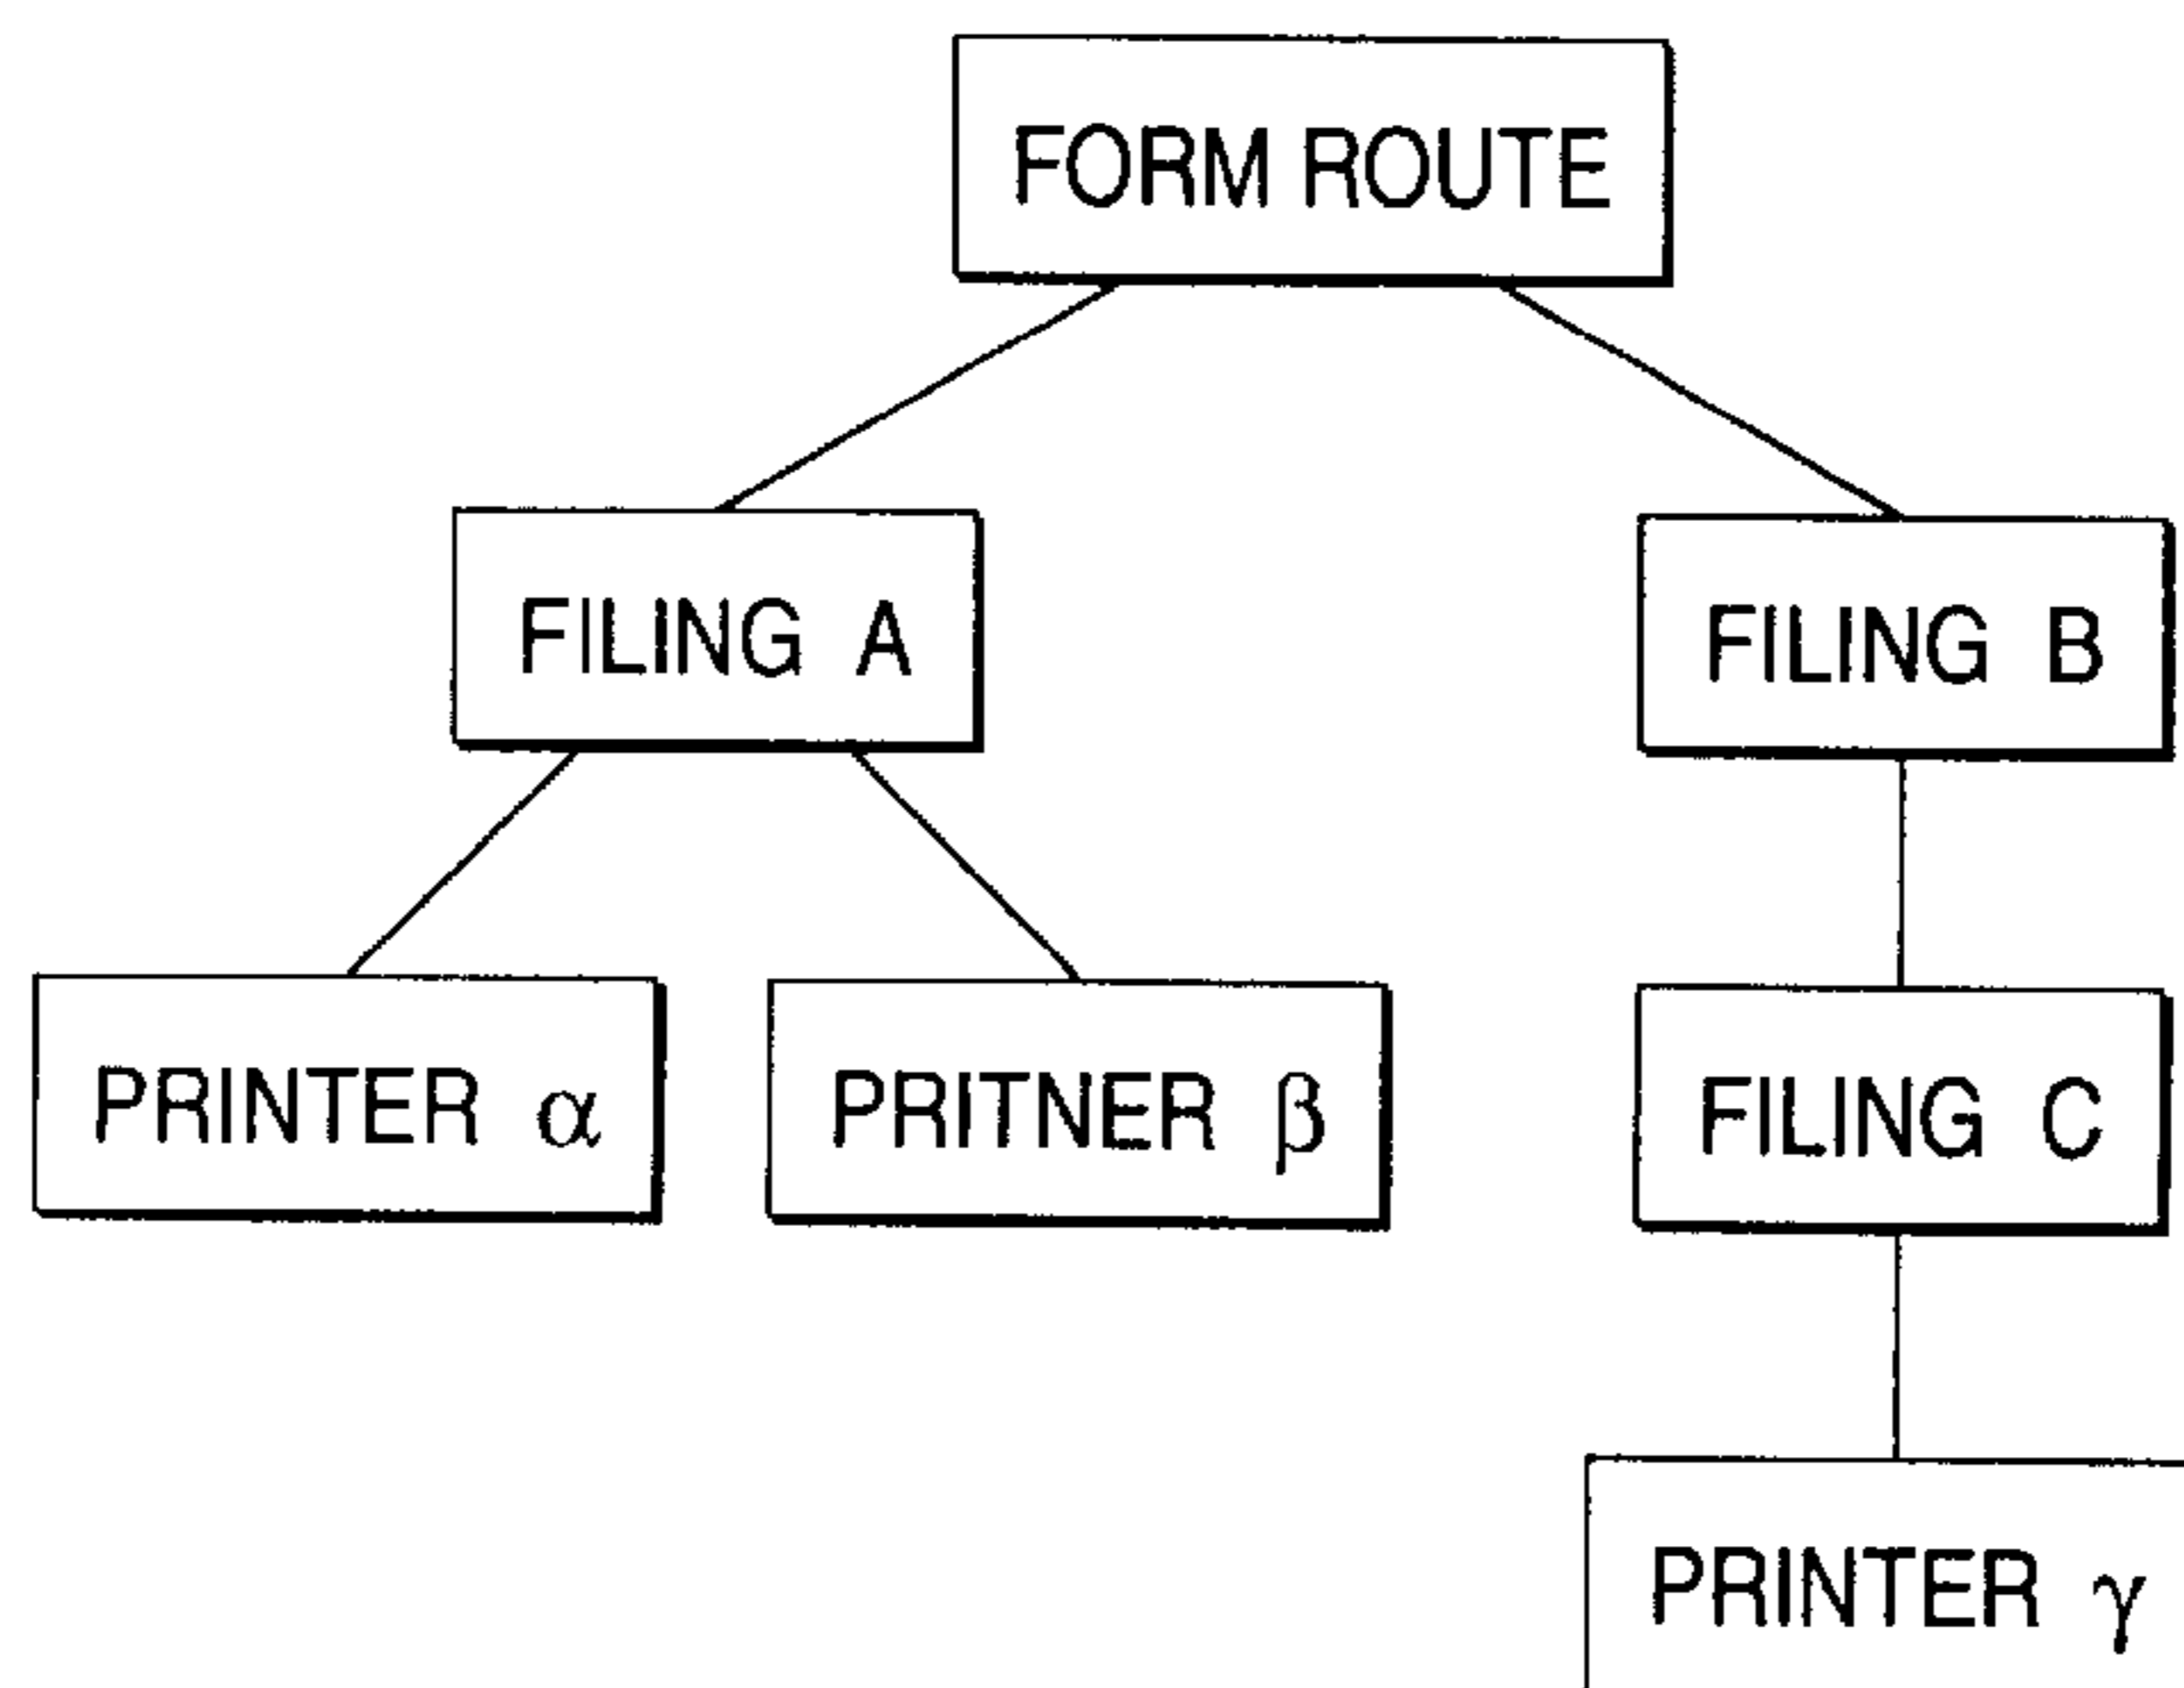 FORM ROUTE
FILING A
FILING B
PRINTER α
PRITNER β
FILING C
PRINTER γ